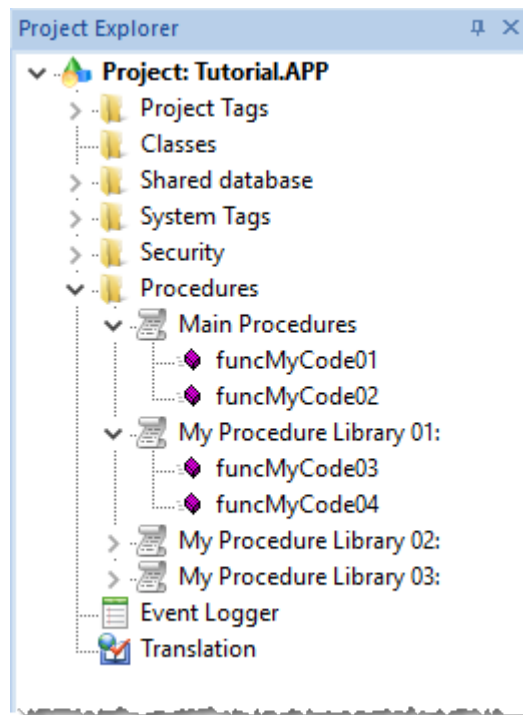 Project Explorer
Project: Tutorial.APP
Project Tags
Classes
Shared database
System Tags
Security
Procedures
Main Procedures
funcMyCode01
funcMyCode02
My Procedure Library 01:
funcMyCode03
funcMyCode04
My Procedure Library 02:
My Procedure Library 03:
Event Logger
Translation